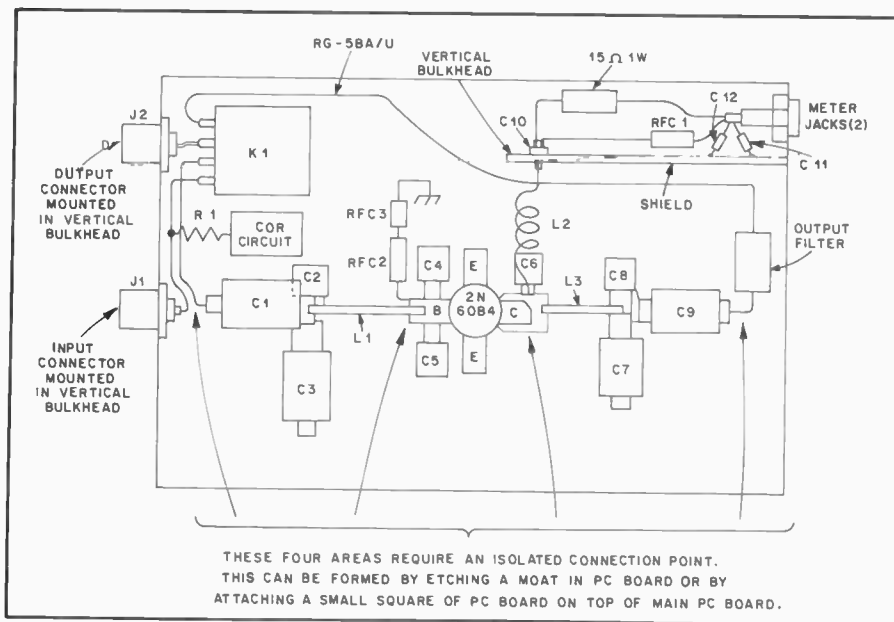 RG-58A/U
VERTICAL
BULKHEAD
15Ω 1W
C12
METER
JACKS(2)
C10
RFC 1
C11
SHIELD
J2
K1
OUTPUT
CONNECTOR
MOUNTED
IN VERTICAL
BULKHEAD
R1
COR
CIRCUIT
RFC3
RFC2
L2
OUTPUT
FILTER
J1
C1
C2
C4
E
C6
C8
L3
B
2N
6084
C
C9
L1
INPUT
CONNECTOR
MOUNTED
IN VERTICAL
BULKHEAD
C3
C5
E
C7
THESE FOUR AREAS REQUIRE AN ISOLATED CONNECTION POINT.
THIS CAN BE FORMED BY ETCHING A MOAT IN PC BOARD OR BY
ATTACHING A SMALL SQUARE OF PC BOARD ON TOP OF MAIN PC BOARD.